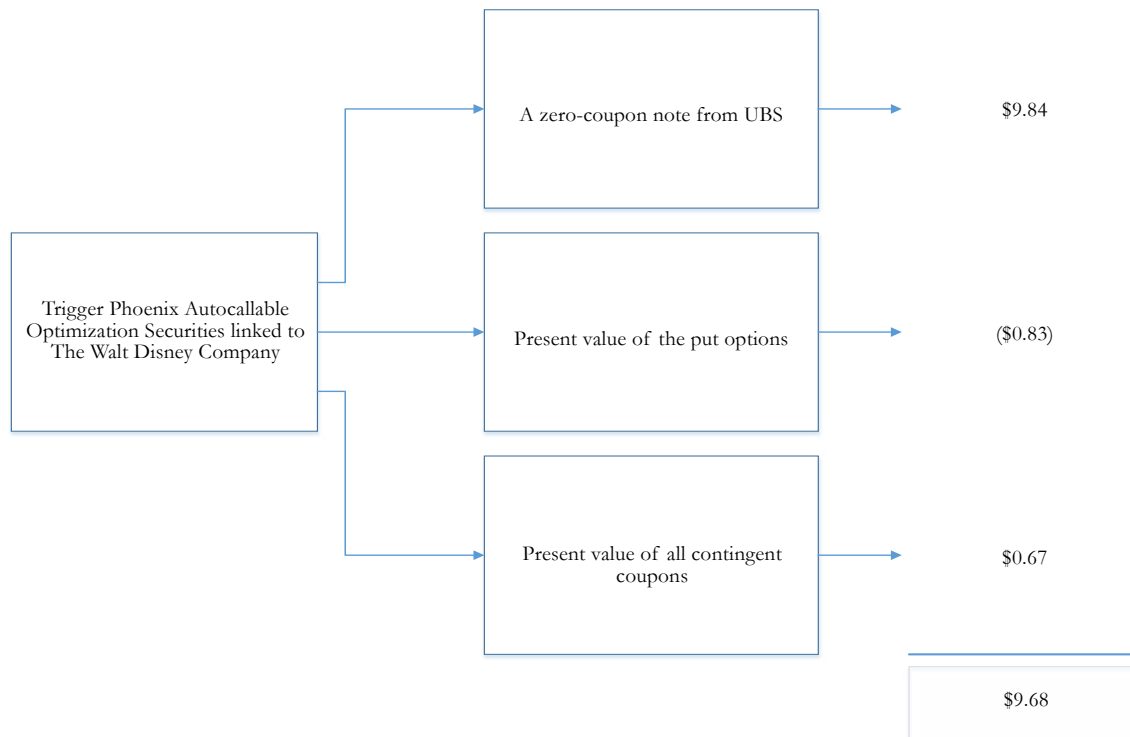 A zero-coupon note from UBS
$9.84
Trigger Phoenix Autocallable
Optimization Securities linked to
The Walt Disney Company
Present value of the put options
($0.83)
Present value of all contingent
coupons
$0.67
$9.68